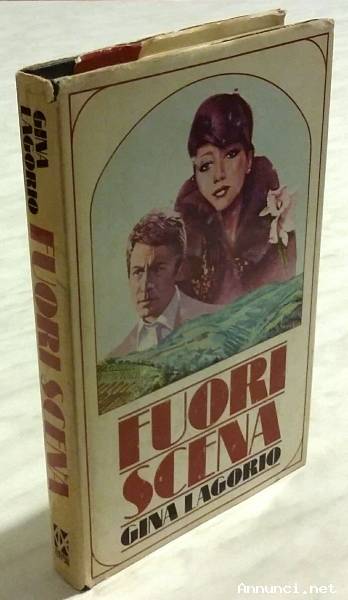 GINA
LAGORIO
FUORI SCENA
FUORI
SCENA
GINA LAGORIO
Annunci.net